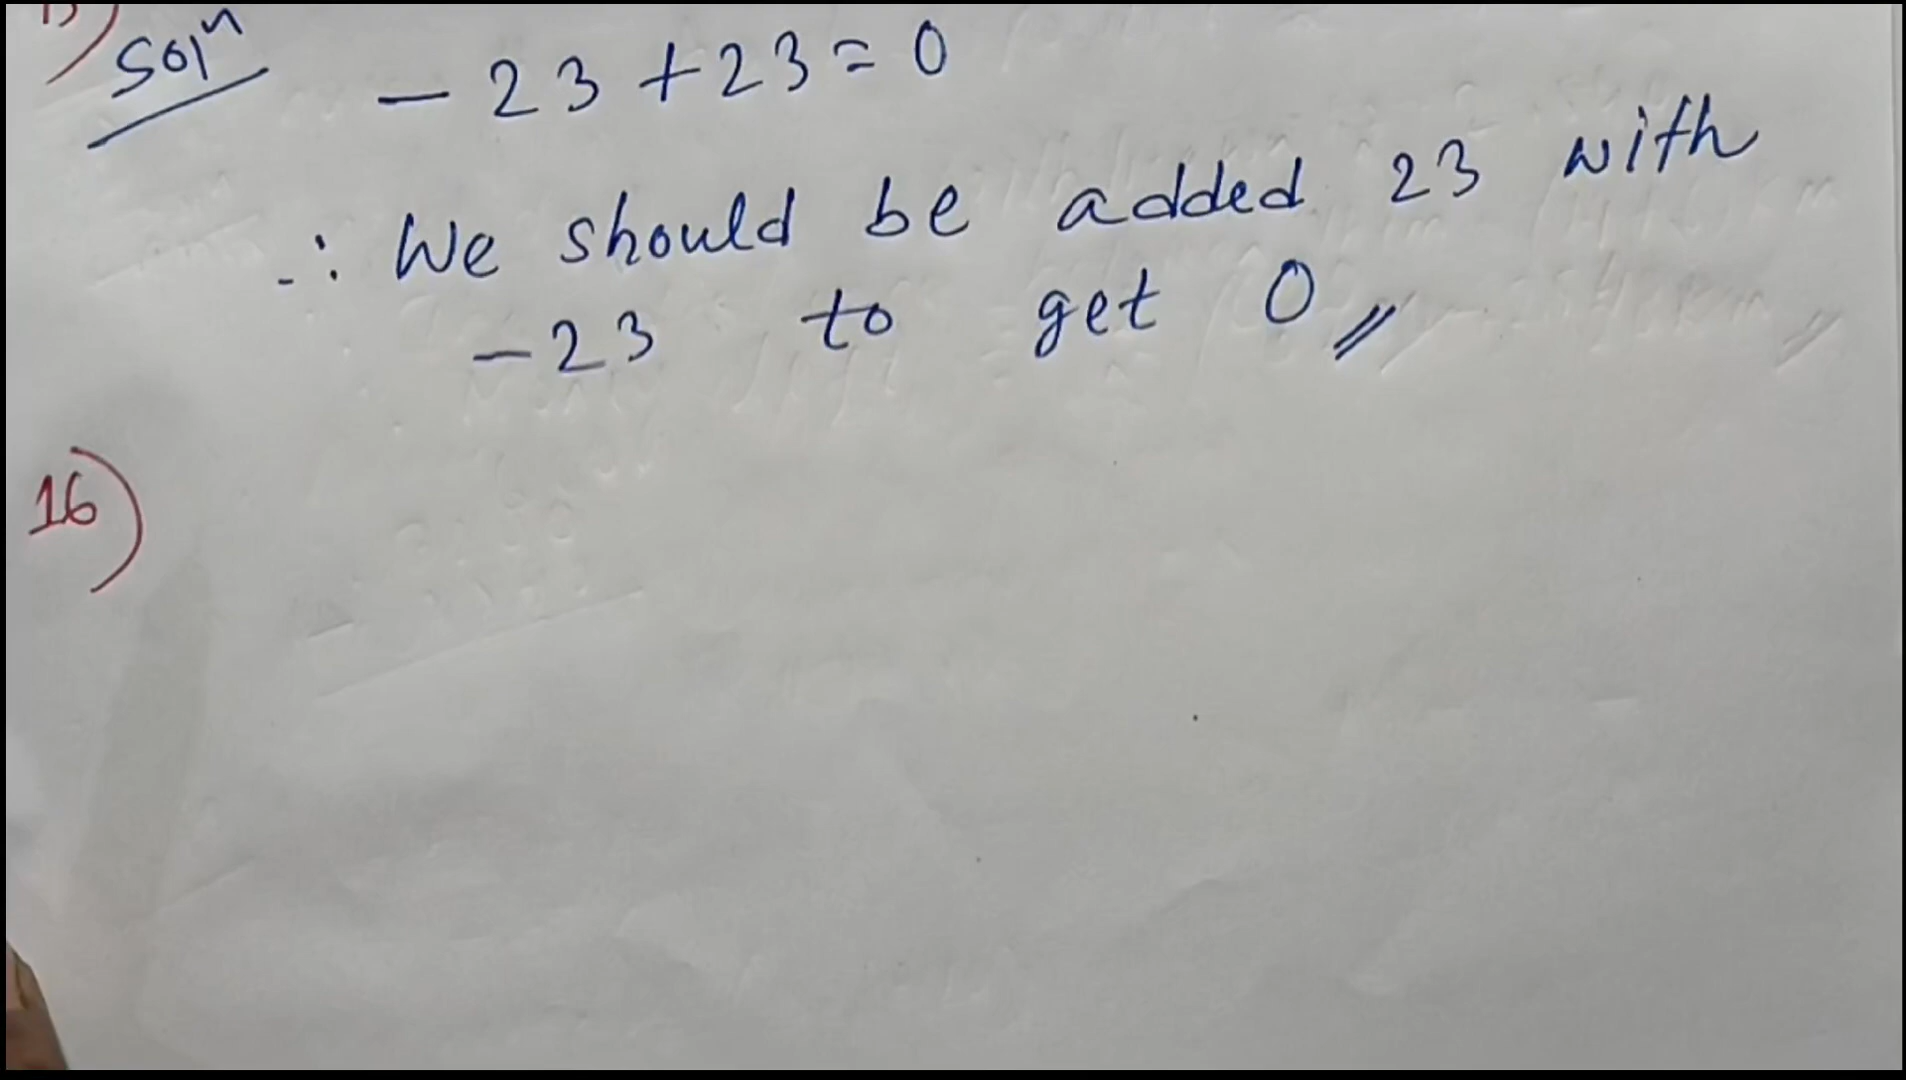 Solⁿ -23+23=0
∴ We should be added 23 with
-23 to get 0 //
16)